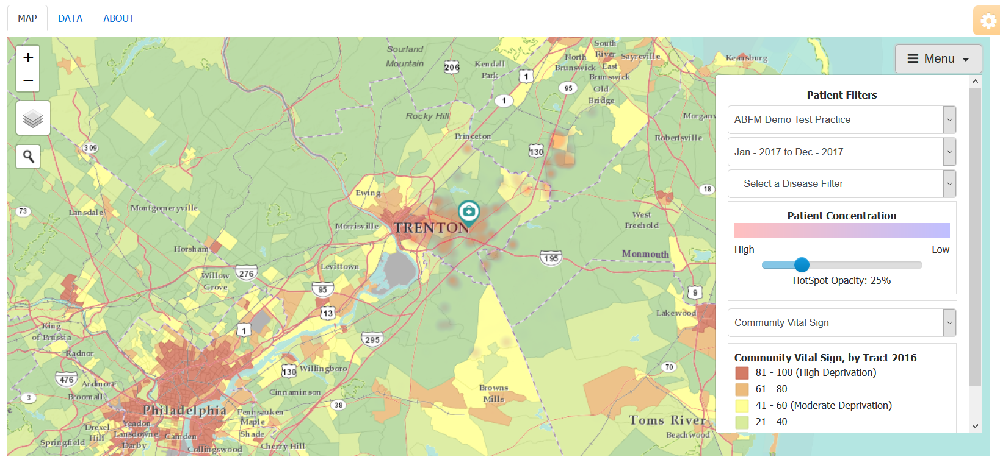 MAP
DATA
ABOUT
+
−
Menu
Patient Filters
ABFM Demo Test Practice
Jan - 2017 to Dec - 2017
-- Select a Disease Filter --
Patient Concentration
High
Low
HotSpot Opacity: 25%
Community Vital Sign
Community Vital Sign, by Tract 2016
81 - 100 (High Deprivation)
61 - 80
41 - 60 (Moderate Deprivation)
21 - 40
Sourland
Mountain
206
Kendall
Park
1
North
Brunswick
South
River
East
Brunswick
Sayreville
Keansburg
95
Old
Bridge
1
Rocky Hill
Morganv
Princeton
Robertsville
309
130
18
Ewing
73
Lansdale
Montgomeryville
West
Freehold
Morrisville
TRENTON
Horsham
Monmouth
195
Levittown
276
Willow
Grove
95
9
13
Lakewood
King
of Prussia
1
295
Radnor
476
130
Willingboro
70
Ardmore
Broomall
Cinnaminson
Browns
Mills
3
38
Philadelphia
Pennsauken
Maple
Shade
Toms River
Drexel
Hill
Yeadon
Lansdowne
Darby
Camden
Beachwood
Springfield
Collingswood
Cherry Hill